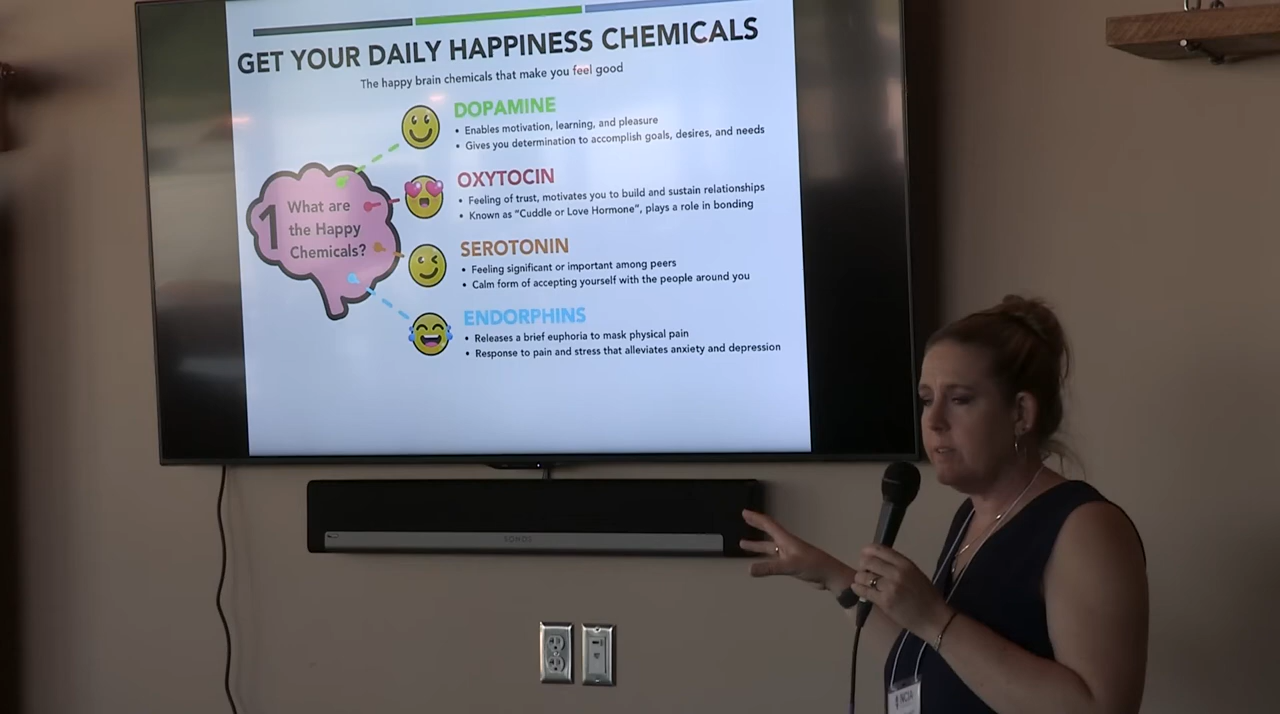 GET YOUR DAILY HAPPINESS CHEMICALS
The happy brain chemicals that make you feel good
1 What are
the Happy
Chemicals?
DOPAMINE
• Enables motivation, learning, and pleasure
• Gives you determination to accomplish goals, desires, and needs
OXYTOCIN
• Feeling of trust, motivates you to build and sustain relationships
• Known as “Cuddle or Love Hormone”, plays a role in bonding
SEROTONIN
• Feeling significant or important among peers
• Calm form of accepting yourself with the people around you
ENDORPHINS
• Releases a brief euphoria to mask physical pain
• Response to pain and stress that alleviates anxiety and depression
SONOS